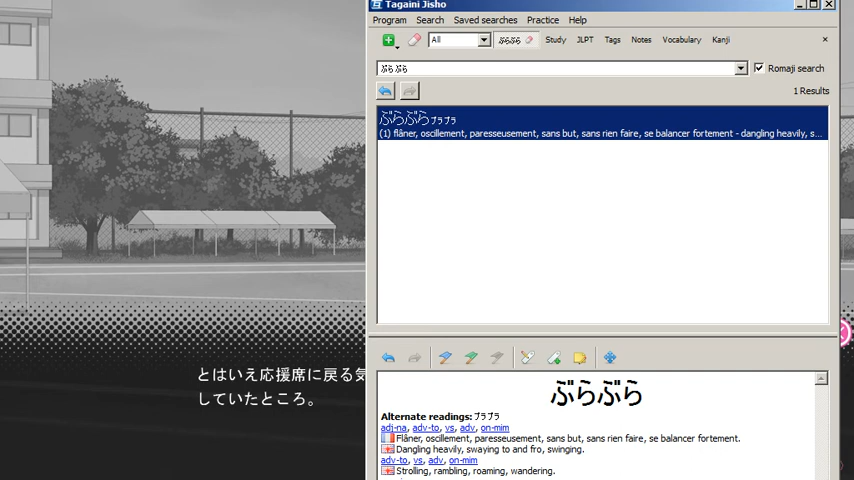 Tagaini Jisho
Program Search Saved searches Practice Help
All ぶらぶら Study JLPT Tags Notes Vocabulary Kanji
ぶらぶら Romaji search
1 Results
ぶらぶら ブラブラ
(1) flâner, oscillement, paresseusement, sans but, sans rien faire, se balancer fortement - dangling heavily, s...
ぶらぶら
Alternate readings: ブラブラ
adj-na, adv-to, vs, adv, on-mim
Flâner, oscillement, paresseusement, sans but, sans rien faire, se balancer fortement.
Dangling heavily, swaying to and fro, swinging.
adv-to, vs, adv, on-mim
Strolling, rambling, roaming, wandering.
とはいえ応援席に戻る気
していたところ。